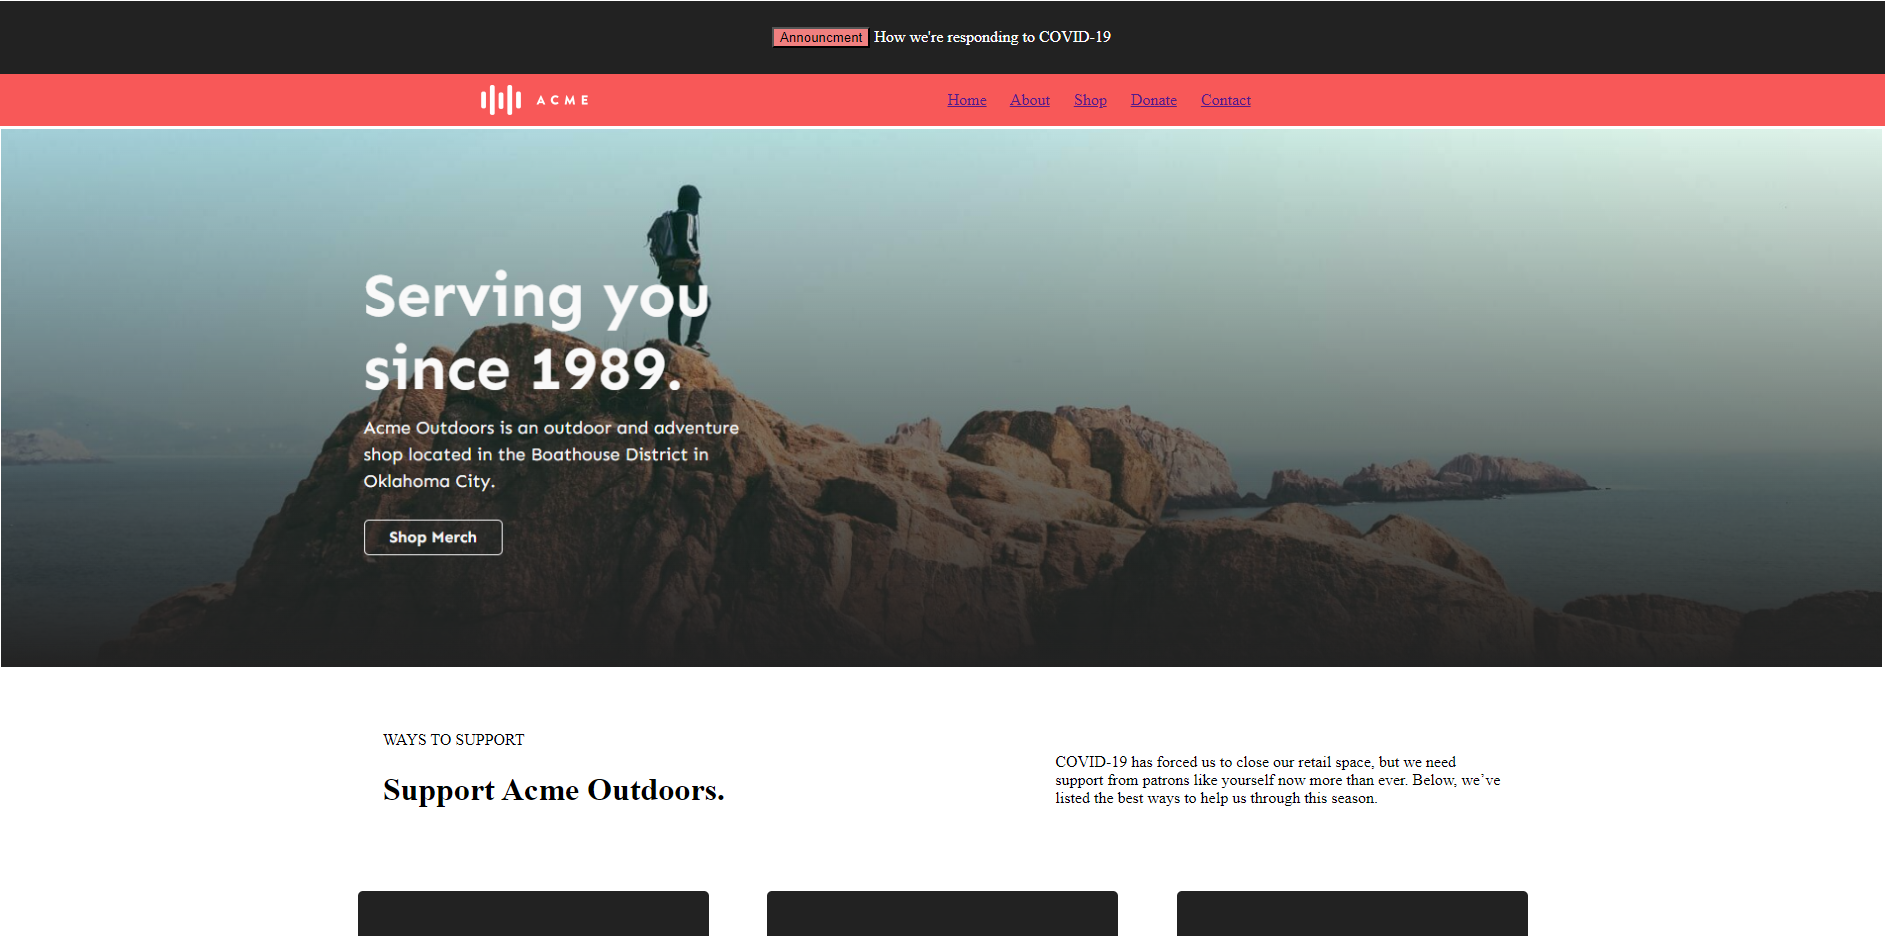 Announcment How we're responding to COVID-19
ACME
Home About Shop Donate Contact
Serving you
since 1989.
Acme Outdoors is an outdoor and adventure
shop located in the Boathouse District in
Oklahoma City.
Shop Merch
WAYS TO SUPPORT
Support Acme Outdoors.
COVID-19 has forced us to close our retail space, but we need
support from patrons like yourself now more than ever. Below, we’ve
listed the best ways to help us through this season.